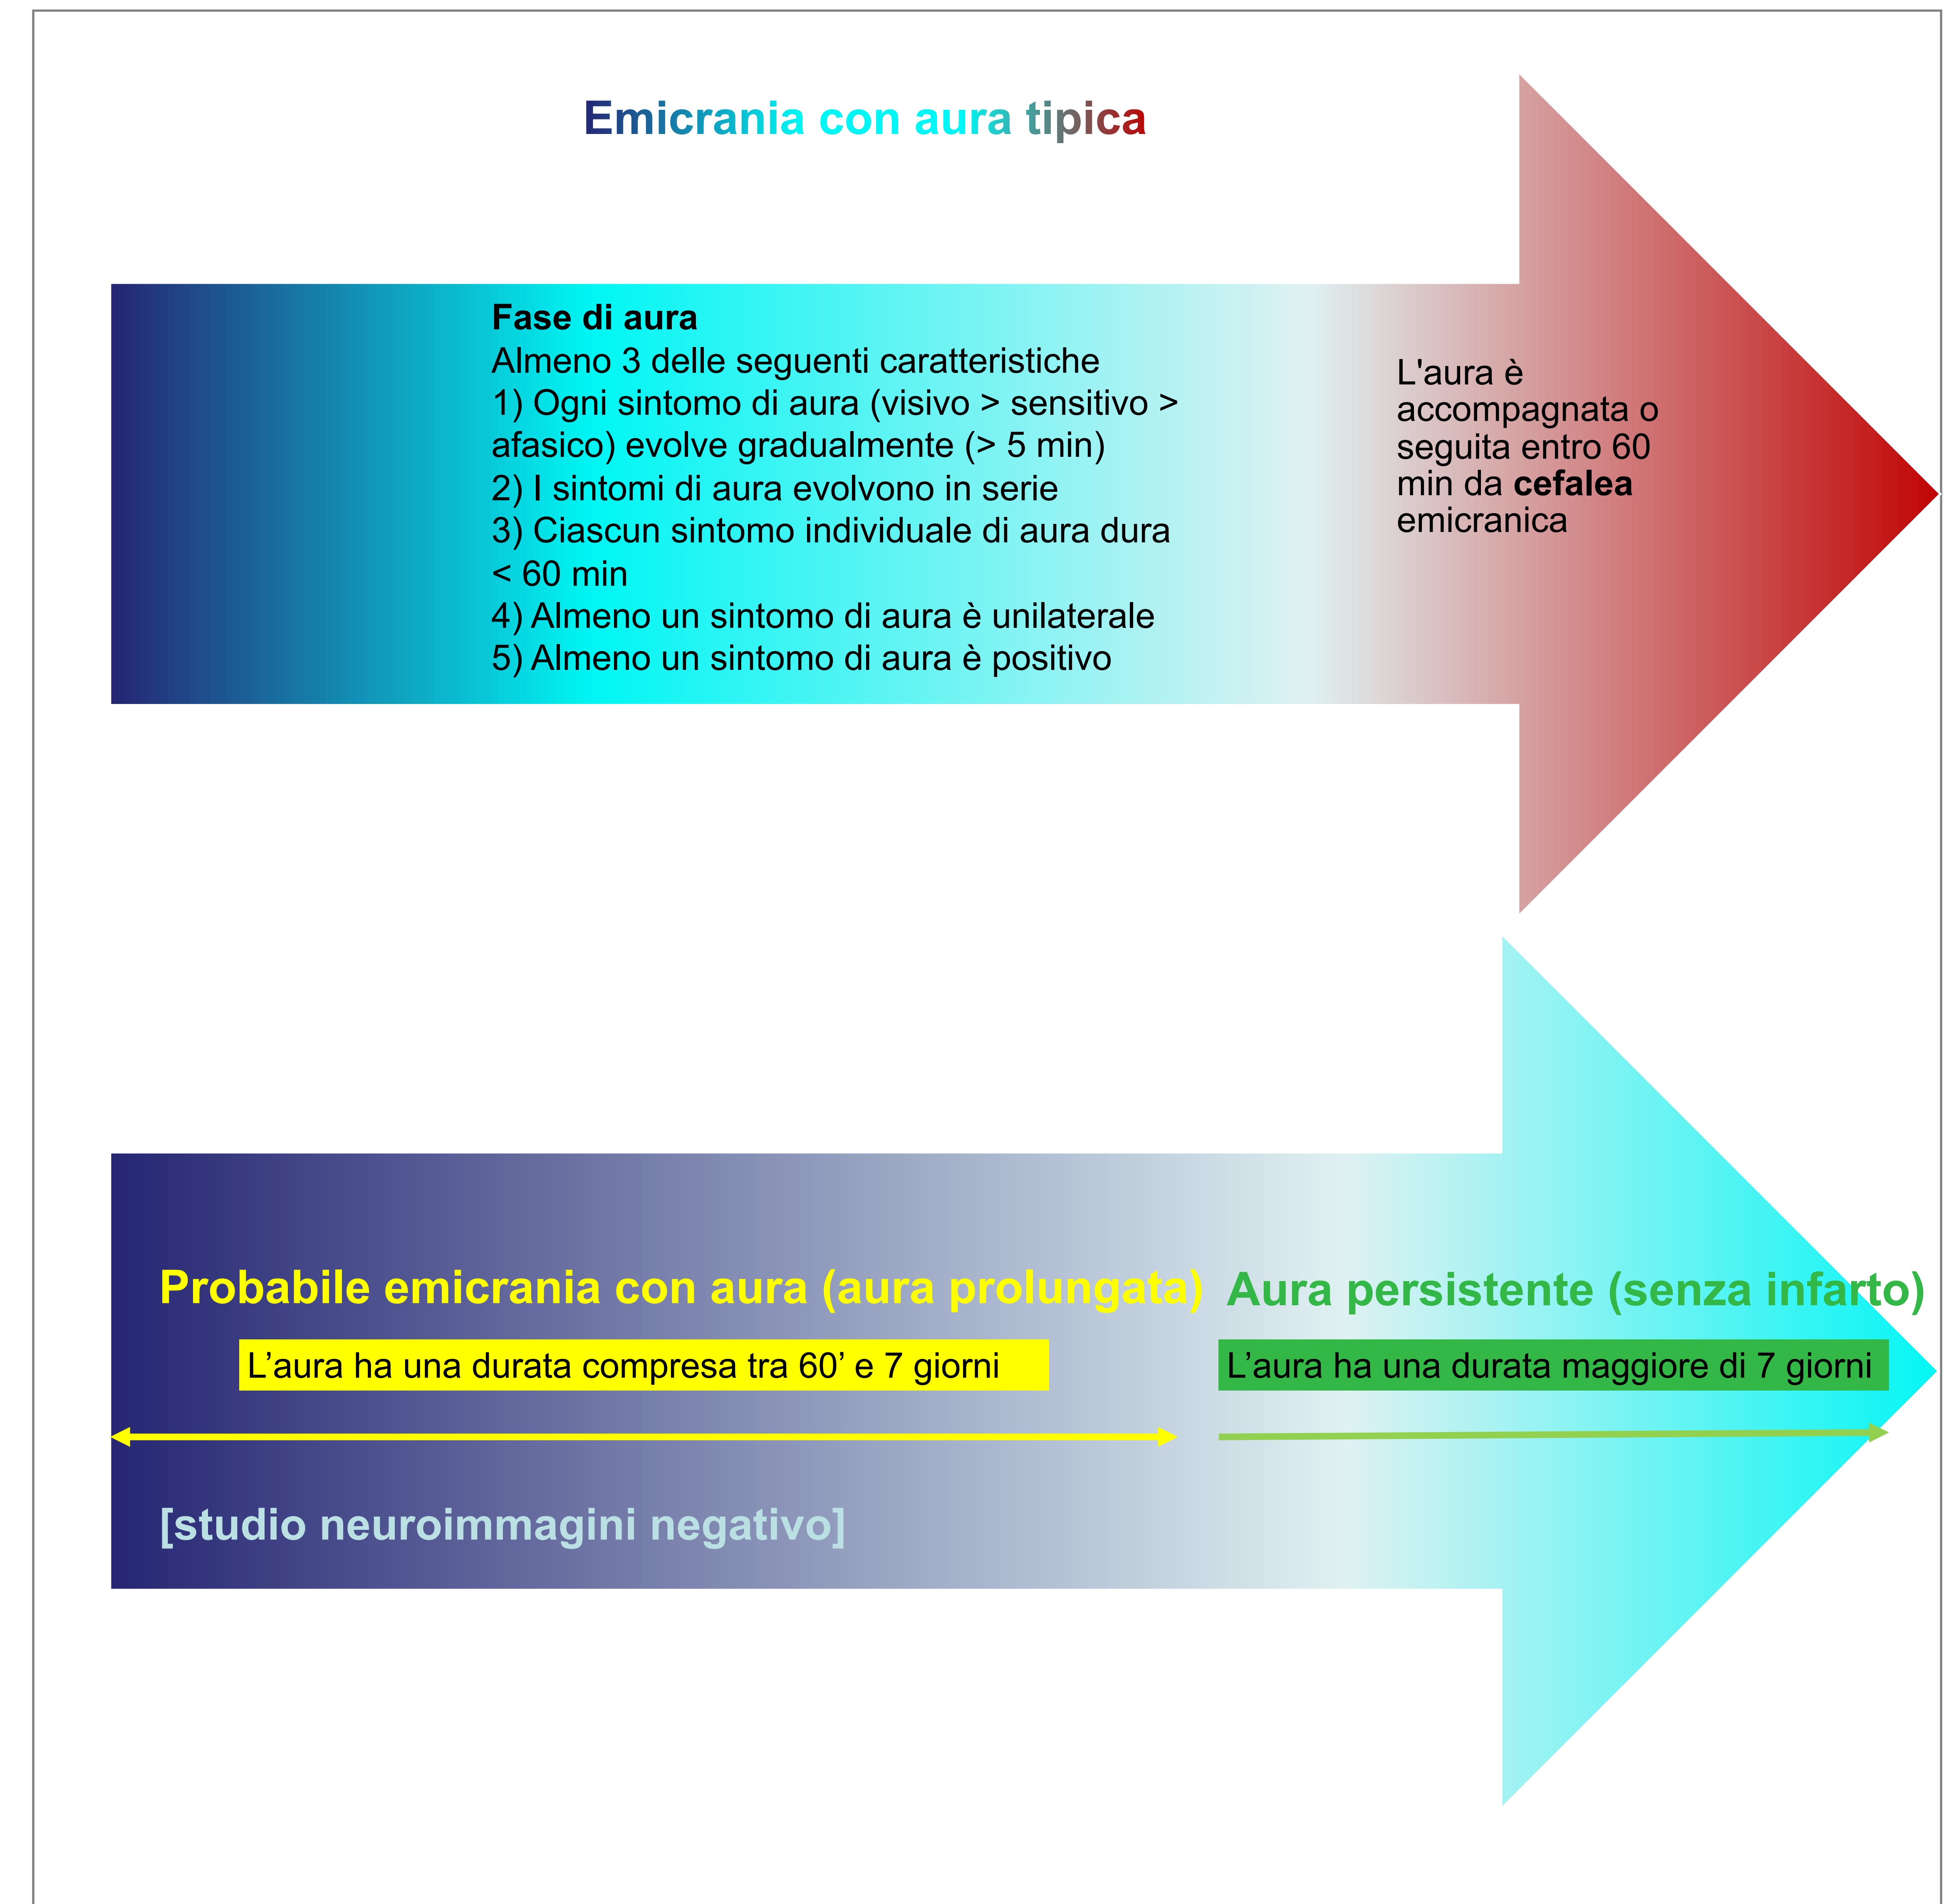 Emicrania con aura tipica
Fase di aura
Almeno 3 delle seguenti caratteristiche
1) Ogni sintomo di aura (visivo > sensitivo >
afasico) evolve gradualmente (> 5 min)
2) I sintomi di aura evolvono in serie
3) Ciascun sintomo individuale di aura dura
< 60 min
4) Almeno un sintomo di aura è unilaterale
5) Almeno un sintomo di aura è positivo
L'aura è
accompagnata o
seguita entro 60
min da cefalea
emicranica
Probabile emicrania con aura (aura prolungata)
L’aura ha una durata compresa tra 60’ e 7 giorni
Aura persistente (senza infarto)
L’aura ha una durata maggiore di 7 giorni
[studio neuroimmagini negativo]